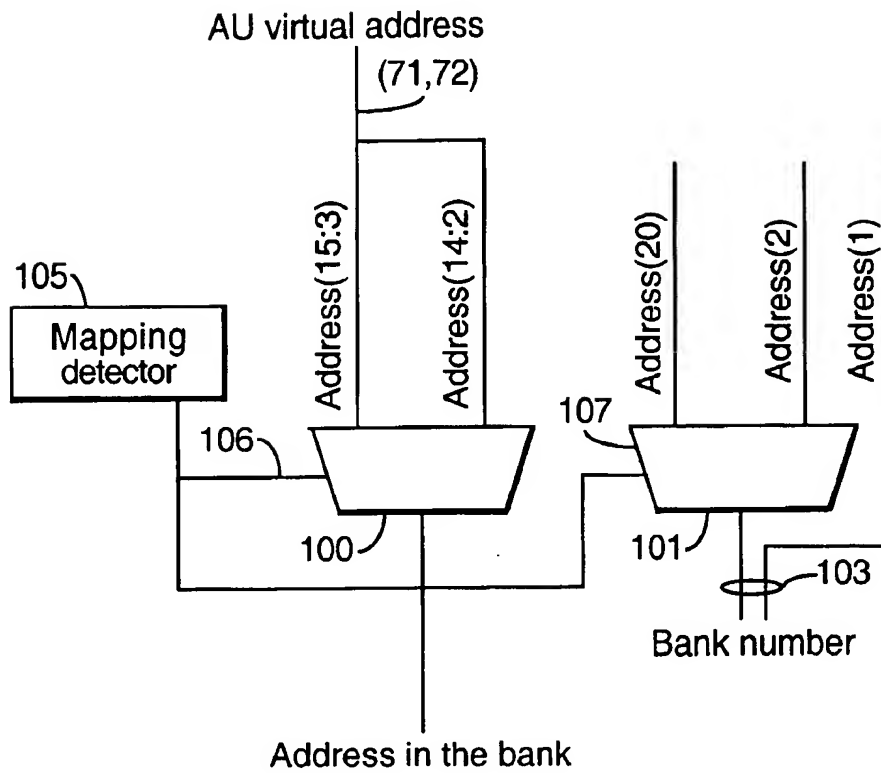 AU virtual address
(71,72)
Address(15:3)
Address(14:2)
Address(20)
Address(2)
Address(1)
105
Mapping
detector
106
107
100
101
103
Bank number
Address in the bank